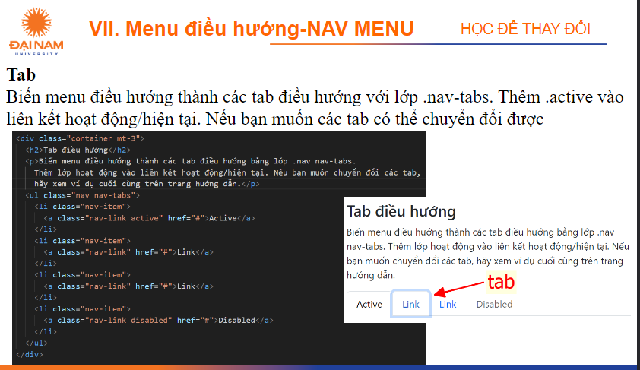 ĐẠI NAM
UNIVERSITY
VII. Menu điều hướng-NAV MENU
HỌC ĐỂ THAY ĐỔI
Tab
Biến menu điều hướng thành các tab điều hướng với lớp .nav-tabs. Thêm .active vào
liên kết hoạt động/hiện tại. Nếu bạn muốn các tab có thể chuyển đổi được
<div class="container mt-3">
<h2>Tab điều hướng</h2>
<p>Biến menu điều hướng thành các tab điều hướng bằng lớp .nav nav-tabs.
Thêm lớp hoạt động vào liên kết hoạt động/hiện tại. Nếu bạn muốn chuyển đổi các tab,
hãy xem ví dụ cuối cùng trên trang hướng dẫn.</p>
<ul class="nav nav-tabs">
<li class="nav-item">
<a class="nav-link active" href="#">Active</a>
</li>
<li class="nav-item">
<a class="nav-link" href="#">Link</a>
</li>
<li class="nav-item">
<a class="nav-link" href="#">Link</a>
</li>
<li class="nav-item">
<a class="nav-link disabled" href="#">Disabled</a>
</li>
</ul>
</div>
Tab điều hướng
Biến menu điều hướng thành các tab điều hướng bằng lớp .nav
nav-tabs. Thêm lớp hoạt động vào liên kết hoạt động/hiện tại. Nếu
bạn muốn chuyển đổi các tab, hãy xem ví dụ cuối cùng trên trang
hướng dẫn.
tab
Active Link Link Disabled